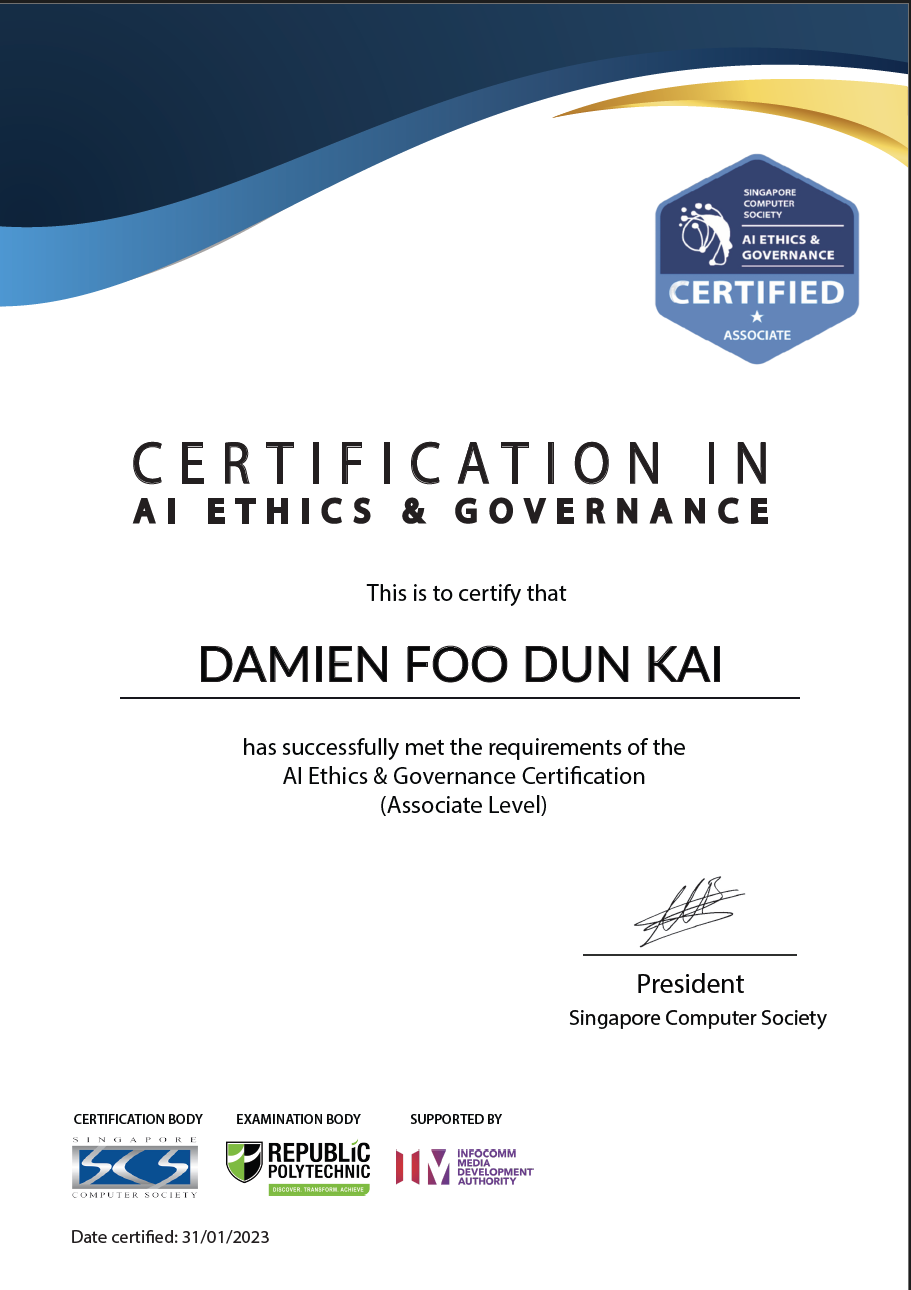 SINGAPORE
COMPUTER
SOCIETY
AI ETHICS &
GOVERNANCE
CERTIFIED
ASSOCIATE
CERTIFICATION IN
AI ETHICS & GOVERNANCE
This is to certify that
DAMIEN FOO DUN KAI
has successfully met the requirements of the
AI Ethics & Governance Certification
(Associate Level)
President
Singapore Computer Society
CERTIFICATION BODY
SINGAPORE
SCS
COMPUTER SOCIETY
EXAMINATION BODY
REPUBLIC
POLYTECHNIC
DISCOVER. TRANSFORM. ACHIEVE
SUPPORTED BY
INFOCOMM
MEDIA
DEVELOPMENT
AUTHORITY
Date certified: 31/01/2023